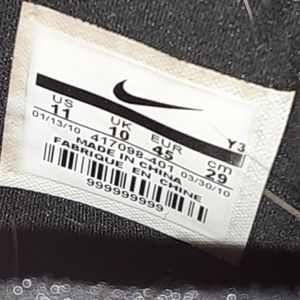 Y3
US UK EUR cm
11 10 45 29
01/13/10 417098-401 03/30/10
MADE IN CHINA
FABRIQUE EN CHINE
999999999